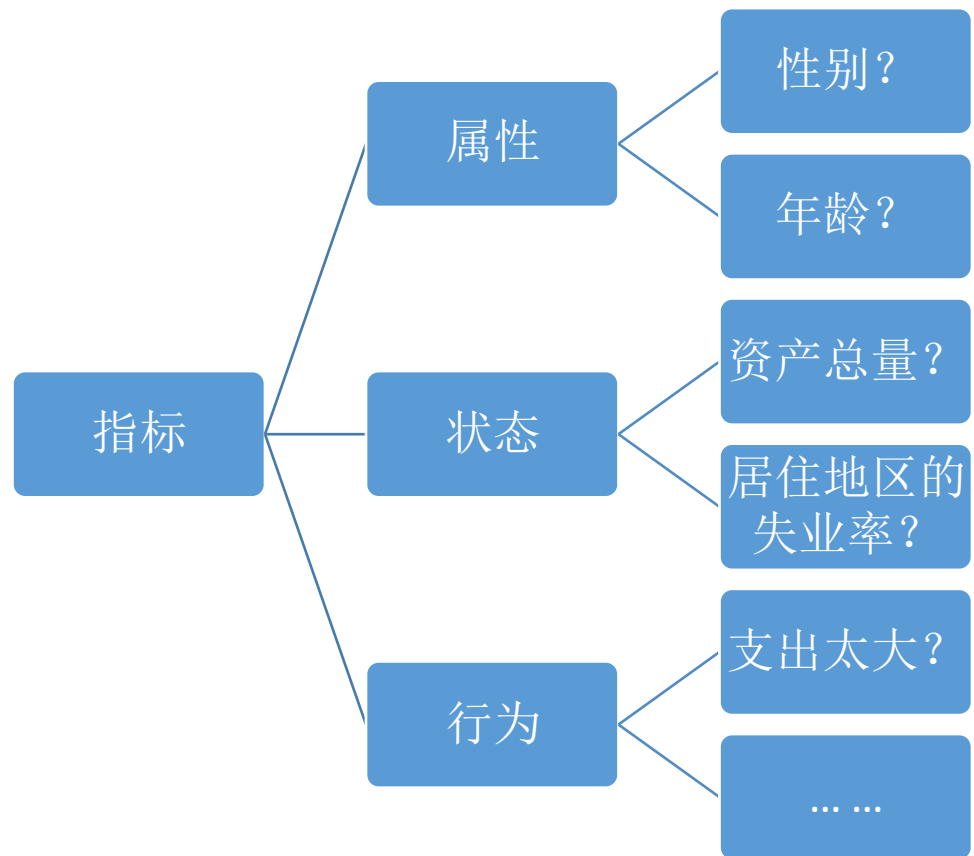 指标
属性
性别?
年龄?
状态
资产总量?
居住地区的
失业率?
行为
支出太大?
... ...